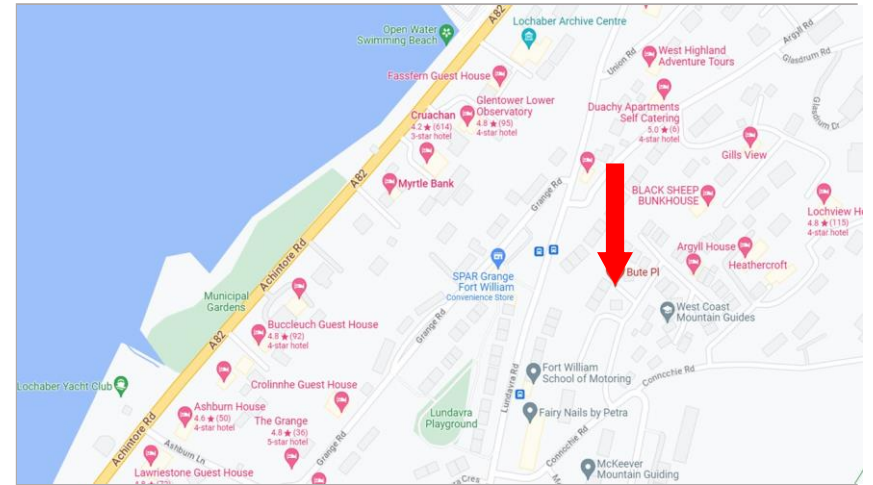 A82
Lochaber Archive Centre
Open Water
Swimming Beach
Argyll Rd
Union Rd
Glasdrum Rd
West Highland
Adventure Tours
Fassfern Guest House
Glentower Lower
Observatory
4.8 ★ (95)
4-star hotel
Cruachan
4.2 ★ (614)
3-star hotel
Duachy Apartments
Self Catering
5.0 ★ (6)
4-star hotel
Glasdrum Dr
Gills View
A82
Myrtle Bank
Grange Rd
BLACK SHEEP
BUNKHOUSE
Lochview H
4.8 ★ (115)
4-star hotel
Achintore Rd
Argyll House
Heathercroft
Bute Pl
SPAR Grange
Fort William
Convenience Store
Municipal
Gardens
West Coast
Mountain Guides
Grange Rd
Buccleuch Guest House
4.8 ★ (92)
4-star hotel
A82
Lochaber Yacht Club
Crolinnhe Guest House
Lundavra Rd
Fort William
School of Motoring
Connochie Rd
Ashburn House
4.6 ★ (50)
4-star hotel
The Grange
4.8 ★ (36)
5-star hotel
Lundavra
Playground
Fairy Nails by Petra
Achintore Rd
Ashburn Ln
Grange Rd
Connochie Rd
Lawriestone Guest House
McKeever
Mountain Guiding
ra Cres